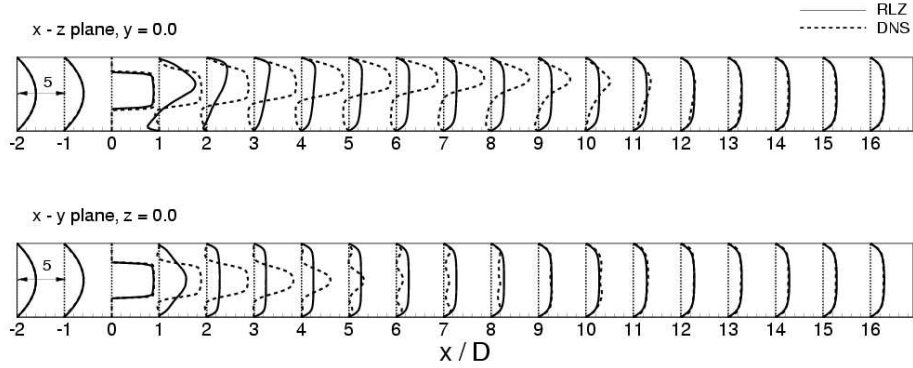 RLZ
DNS
x - z plane, y = 0.0
5
-2 -1 0 1 2 3 4 5 6 7 8 9 10 11 12 13 14 15 16
x - y plane, z = 0.0
5
-2 -1 0 1 2 3 4 5 6 7 8 9 10 11 12 13 14 15 16
x / D